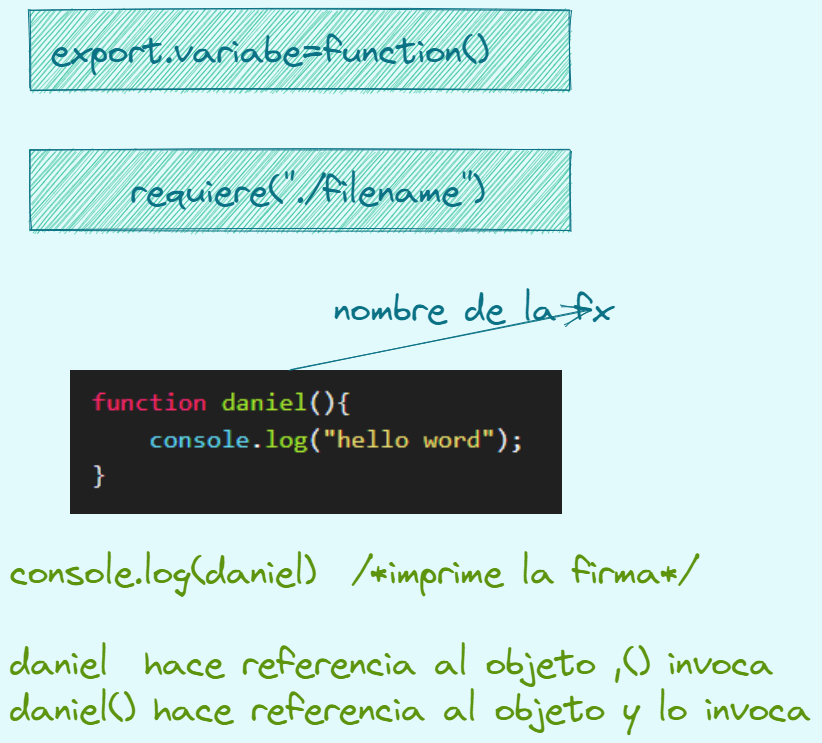 export.variabe=function()
requiere("./filename")
nombre de la fx
function daniel(){
    console.log("hello word");
}
console.log(daniel)  /*imprime la firma*/
daniel  hace referencia al objeto ,() invoca
daniel() hace referencia al objeto y lo invoca